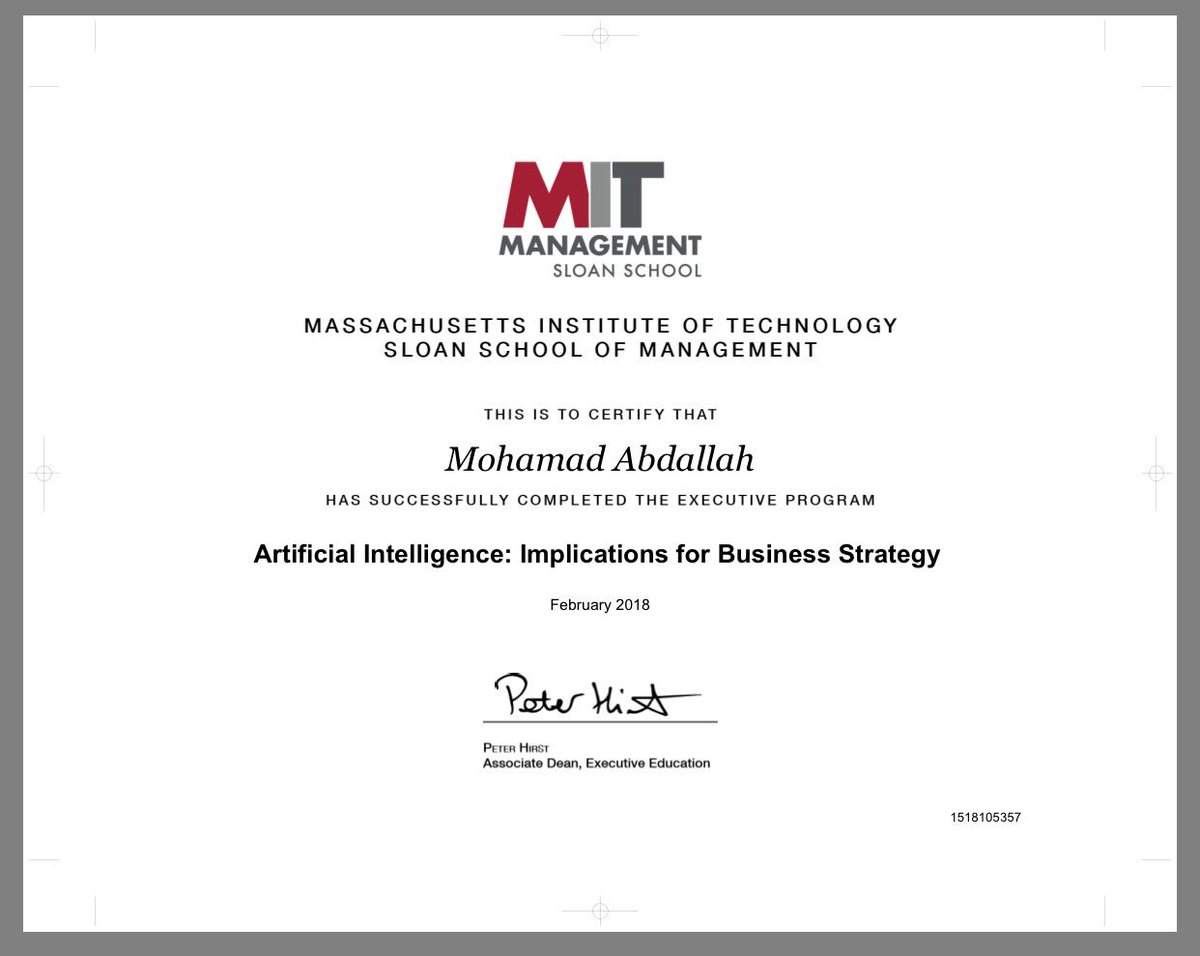 MIT
MANAGEMENT
SLOAN SCHOOL
MASSACHUSETTS INSTITUTE OF TECHNOLOGY
SLOAN SCHOOL OF MANAGEMENT
THIS IS TO CERTIFY THAT
Mohamad Abdallah
HAS SUCCESSFULLY COMPLETED THE EXECUTIVE PROGRAM
Artificial Intelligence: Implications for Business Strategy
February 2018
Peter Hirst
PETER HIRST
Associate Dean, Executive Education
1518105357